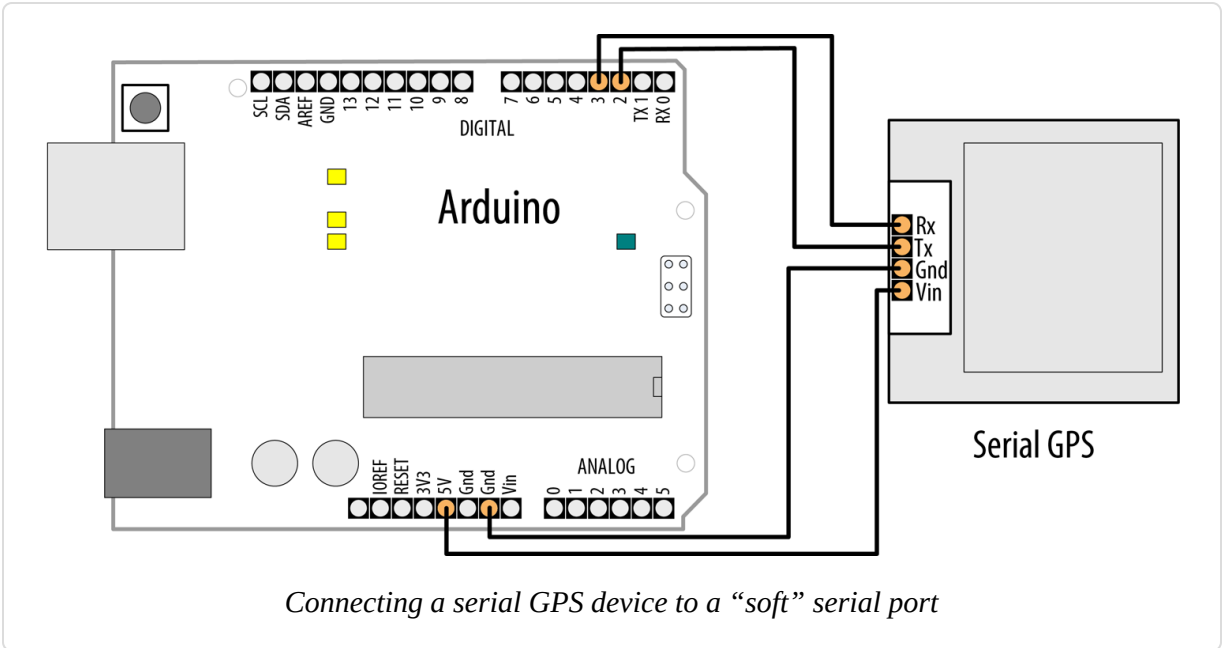 SCL
SDA
AREF
GND
13
12
11
10
9
8
7
6
5
4
3
2
TX 1
RX 0
DIGITAL
Arduino
Rx
Tx
Gnd
Vin
Serial GPS
IOREF
RESET
3V3
5V
Gnd
Gnd
Vin
ANALOG
0
1
2
3
4
5
Connecting a serial GPS device to a “soft” serial port